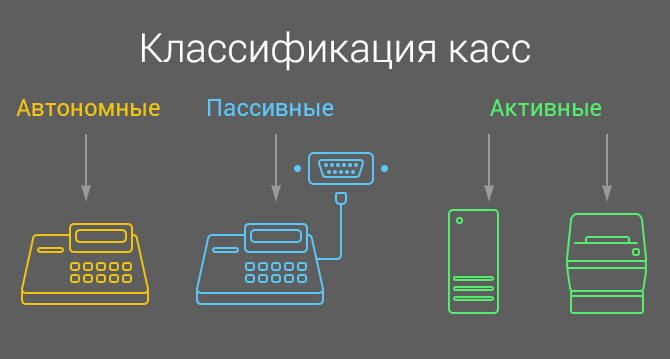 Классификация касс
Автономные
Пассивные
Активные